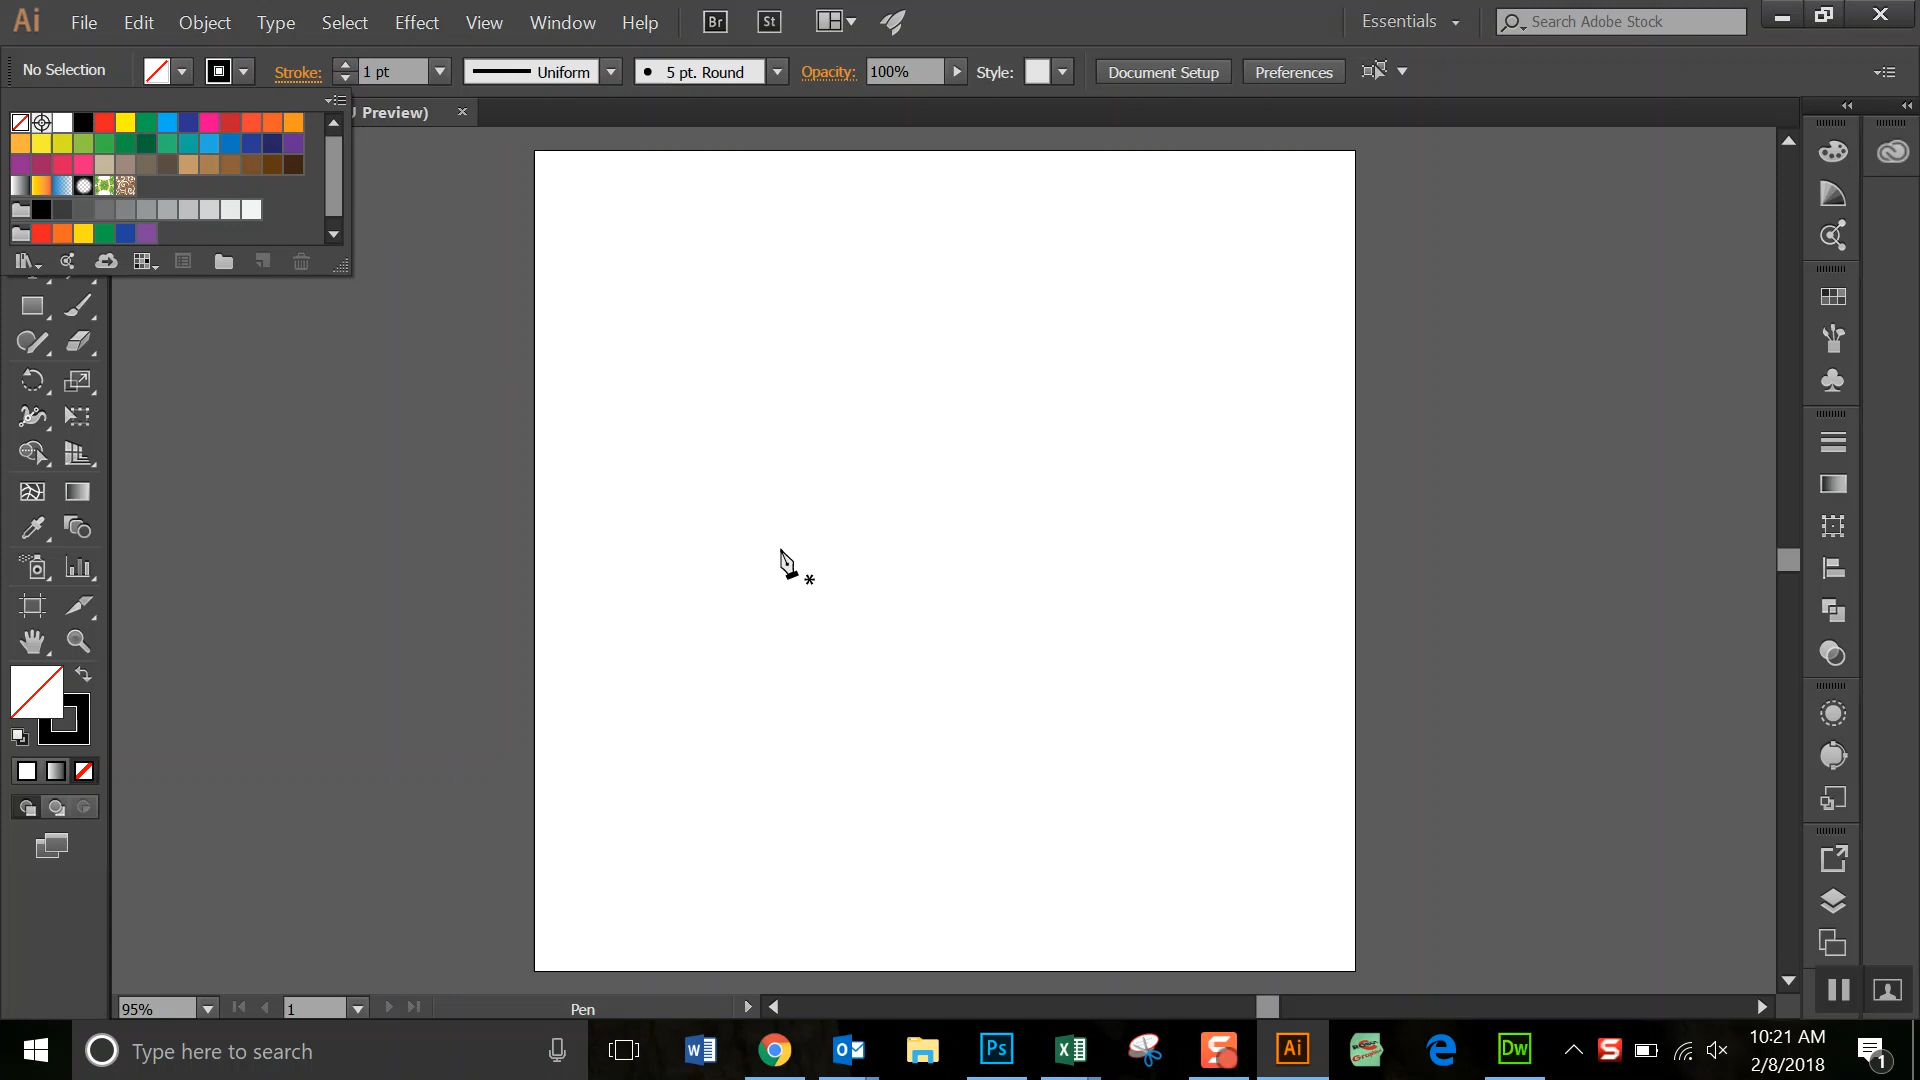 Ai File Edit Object Type Select Effect View Window Help Br St Essentials Search Adobe Stock
No Selection Stroke: 1 pt Uniform 5 pt. Round Opacity: 100% Style: Document Setup Preferences
Preview)
95% 1 Pen
Type here to search Ps Ai Dw 10:21 AM
2/8/2018 1